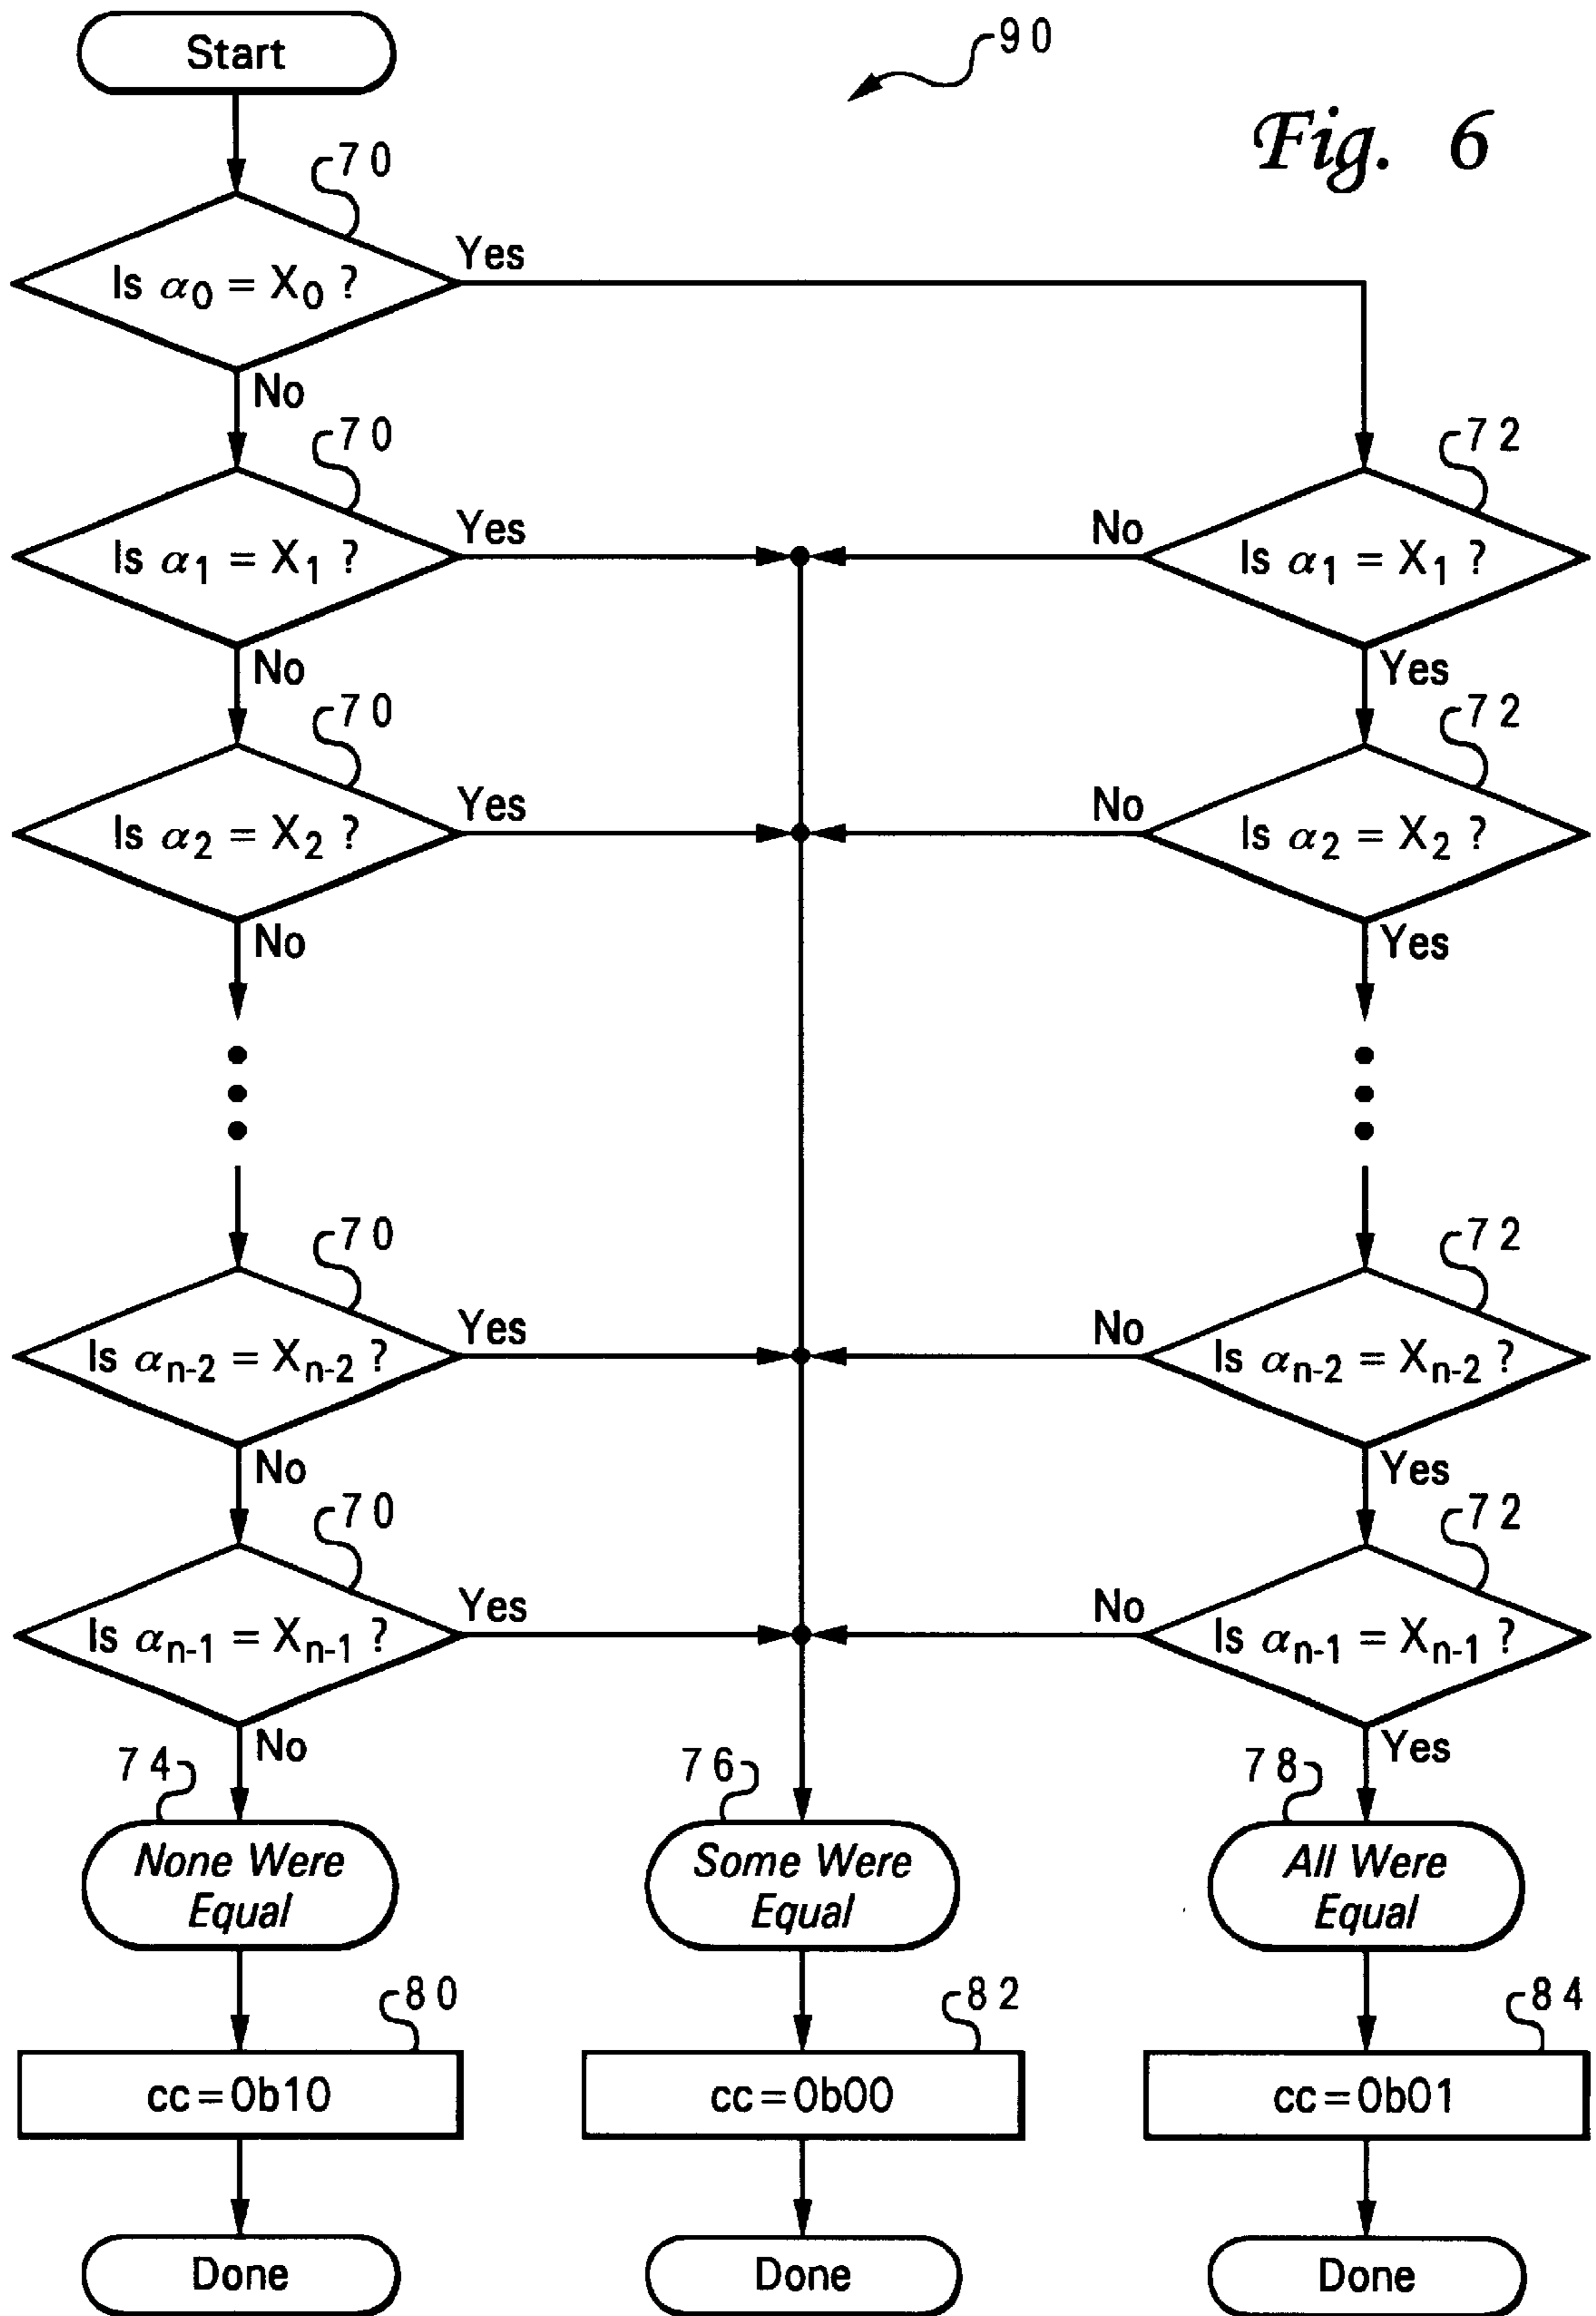 Start
90
Fig. 6
70
Is α0 = X0 ?
Yes
No
70
72
Is α1 = X1 ?
Yes
No
Is α1 = X1 ?
No
Yes
70
72
Is α2 = X2 ?
Yes
No
Is α2 = X2 ?
No
Yes
70
72
Is αn-2 = Xn-2 ?
Yes
No
Is αn-2 = Xn-2 ?
No
Yes
70
72
Is αn-1 = Xn-1 ?
Yes
No
Is αn-1 = Xn-1 ?
No
Yes
74
76
78
None Were
Equal
Some Were
Equal
All Were
Equal
80
82
84
cc=0b10
cc=0b00
cc=0b01
Done
Done
Done